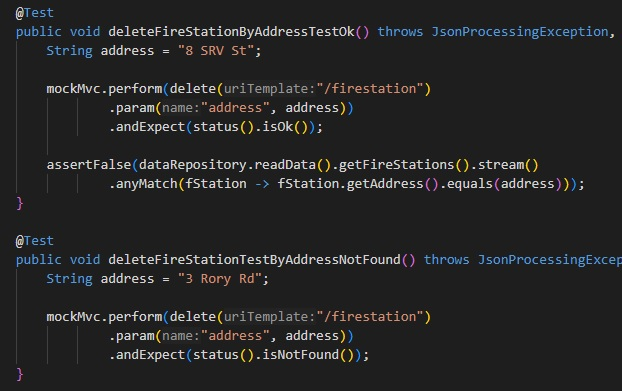 @Test
public void deleteFireStationByAddressTestOk() throws JsonProcessingException,
String address = "8 SRV St";
mockMvc.perform(delete(uriTemplate:"/firestation")
.param(name:"address", address))
.andExpect(status().isOk());
assertFalse(dataRepository.readData().getFireStations().stream()
.anyMatch(fStation -> fStation.getAddress().equals(address)));
}
@Test
public void deleteFireStationTestByAddressNotFound() throws JsonProcessingExcep
String address = "3 Rory Rd";
mockMvc.perform(delete(uriTemplate:"/firestation")
.param(name:"address", address))
.andExpect(status().isNotFound());
}